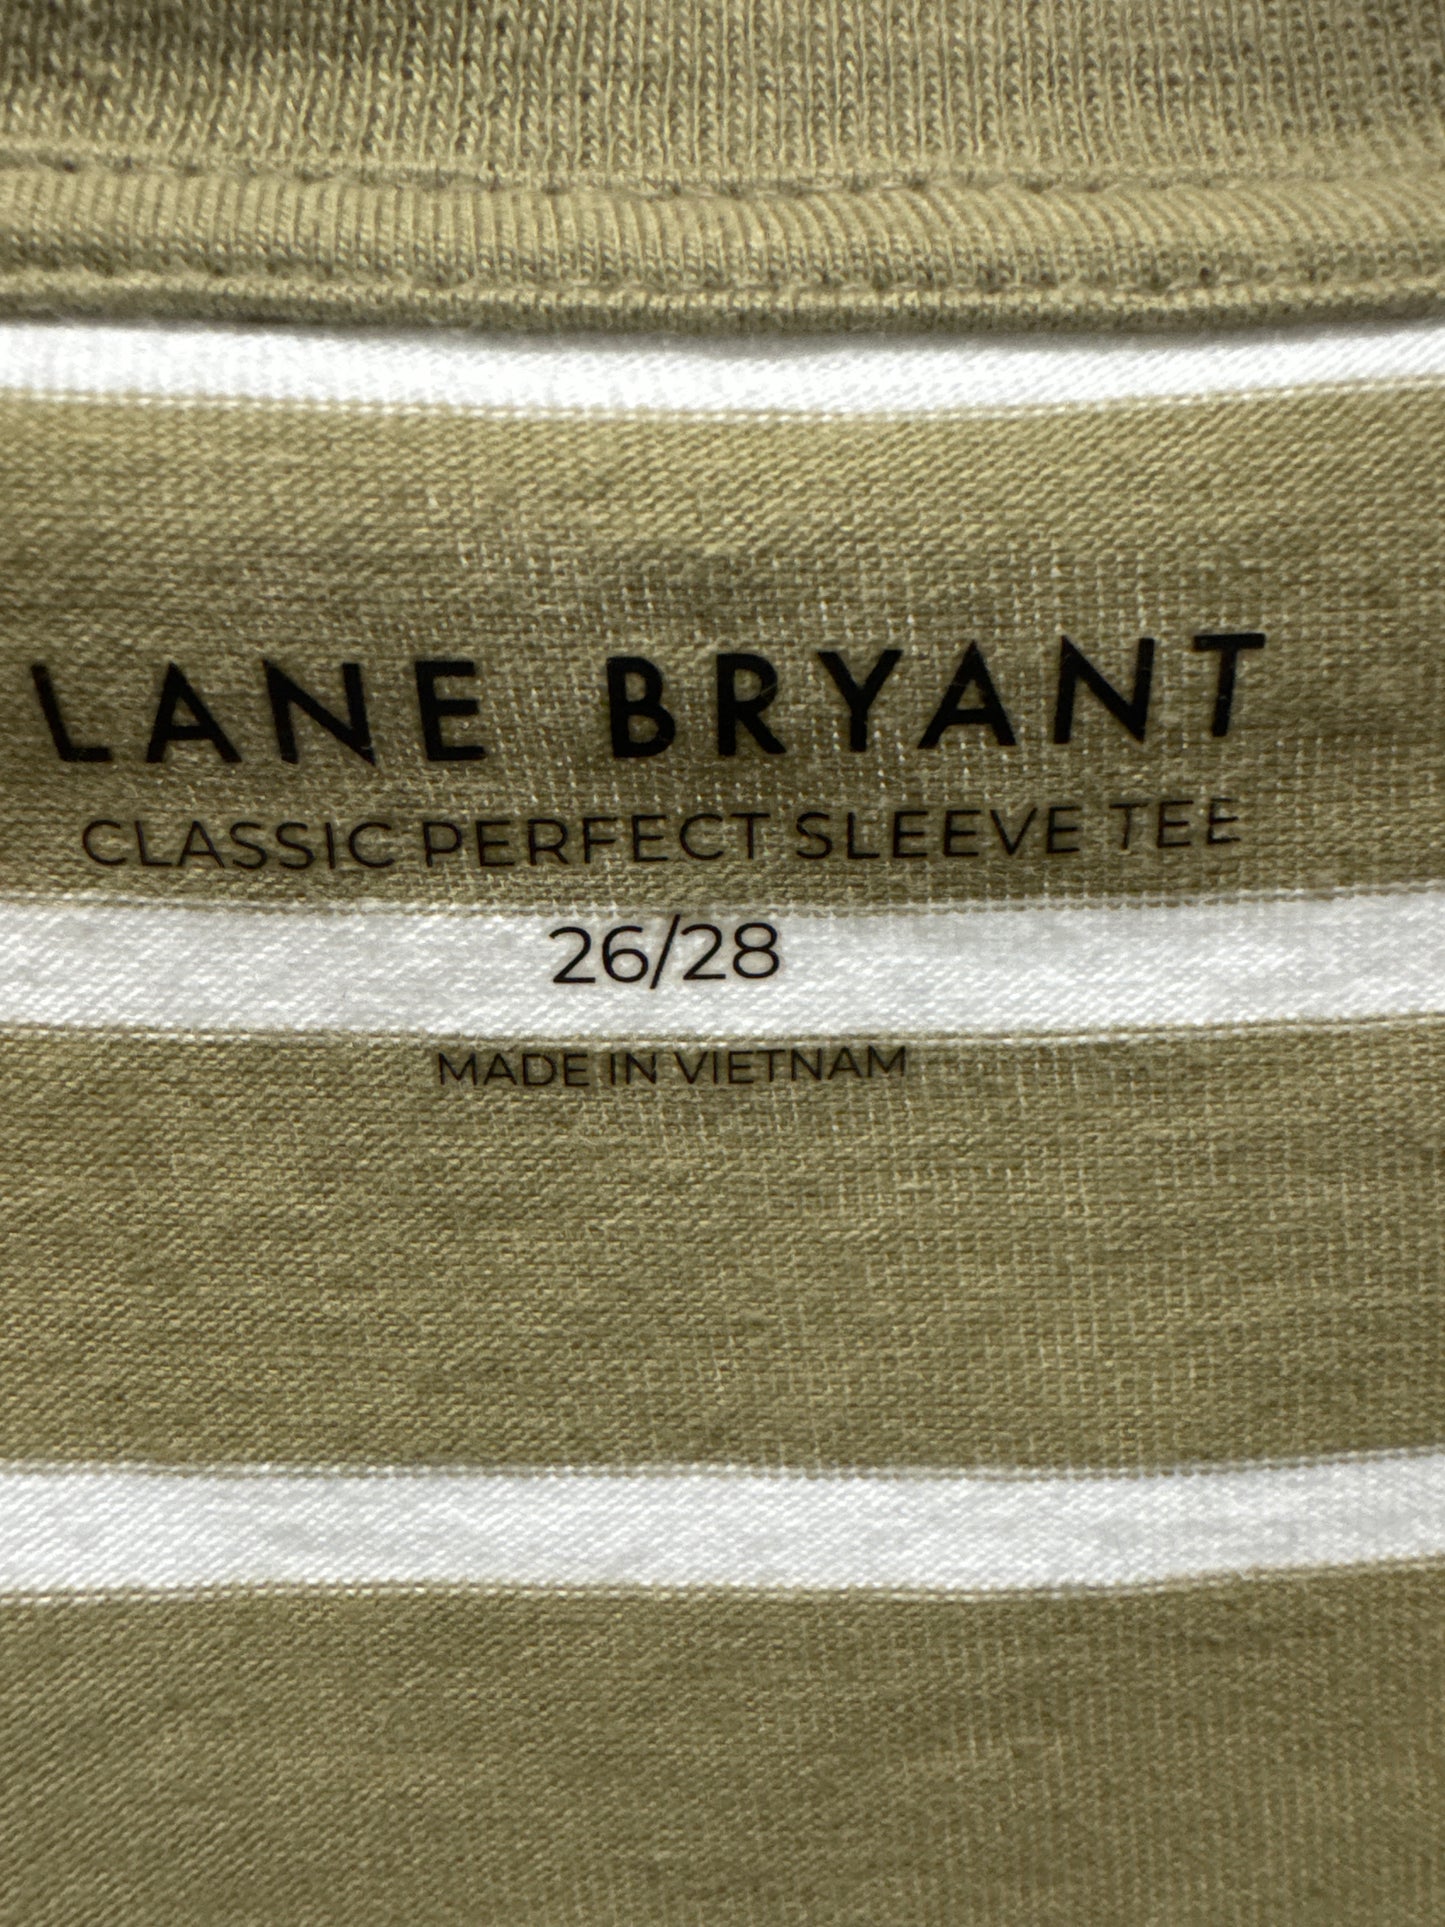 LANE BRYANT
CLASSIC PERFECT SLEEVE TEE
26/28
MADE IN VIETNAM